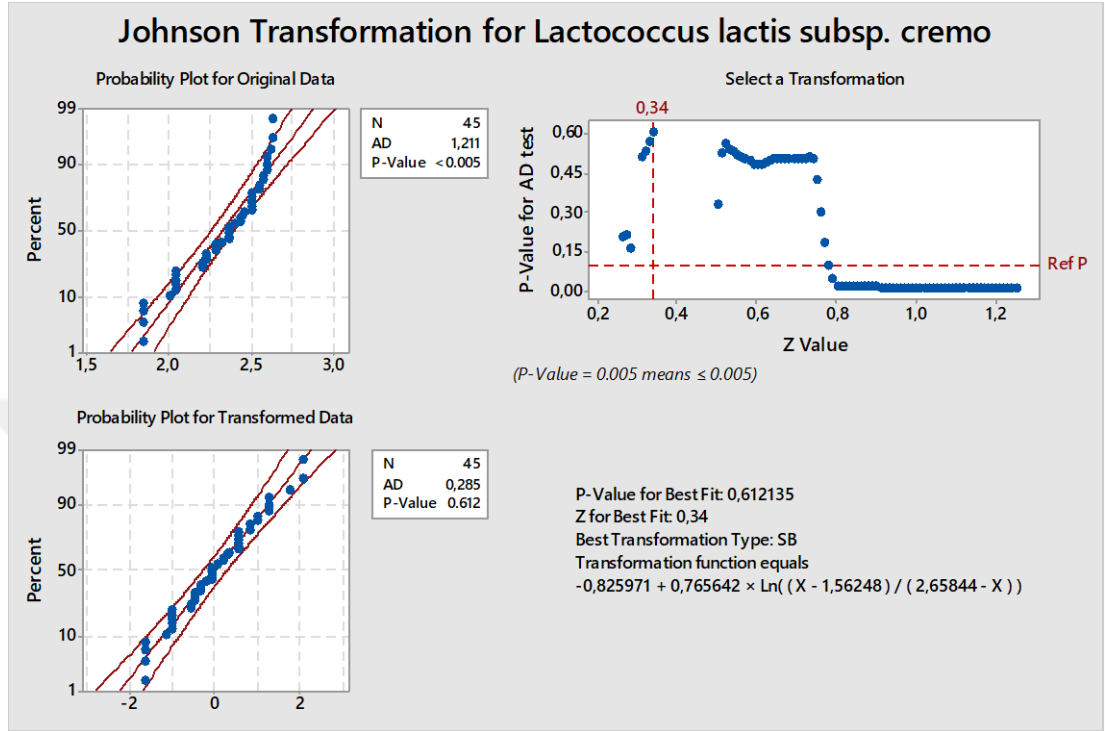 Johnson Transformation for Lactococcus lactis subsp. cremo
Probability Plot for Original Data
99
90
50
10
1
Percent
1,5
2,0
2,5
3,0
N 45
AD 1,211
P-Value <0.005
Select a Transformation
0,34
0,60
0,45
0,30
0,15
0,00
P-Value for AD test
Ref P
0,2
0,4
0,6
0,8
1,0
1,2
Z Value
(P-Value = 0.005 means ≤ 0.005)
Probability Plot for Transformed Data
99
90
50
10
1
Percent
-2
0
2
N 45
AD 0,285
P-Value 0.612
P-Value for Best Fit: 0,612135
Z for Best Fit: 0,34
Best Transformation Type: SB
Transformation function equals
-0,825971 + 0,765642 × Ln( ( X - 1,56248 ) / ( 2,65844 - X ) )